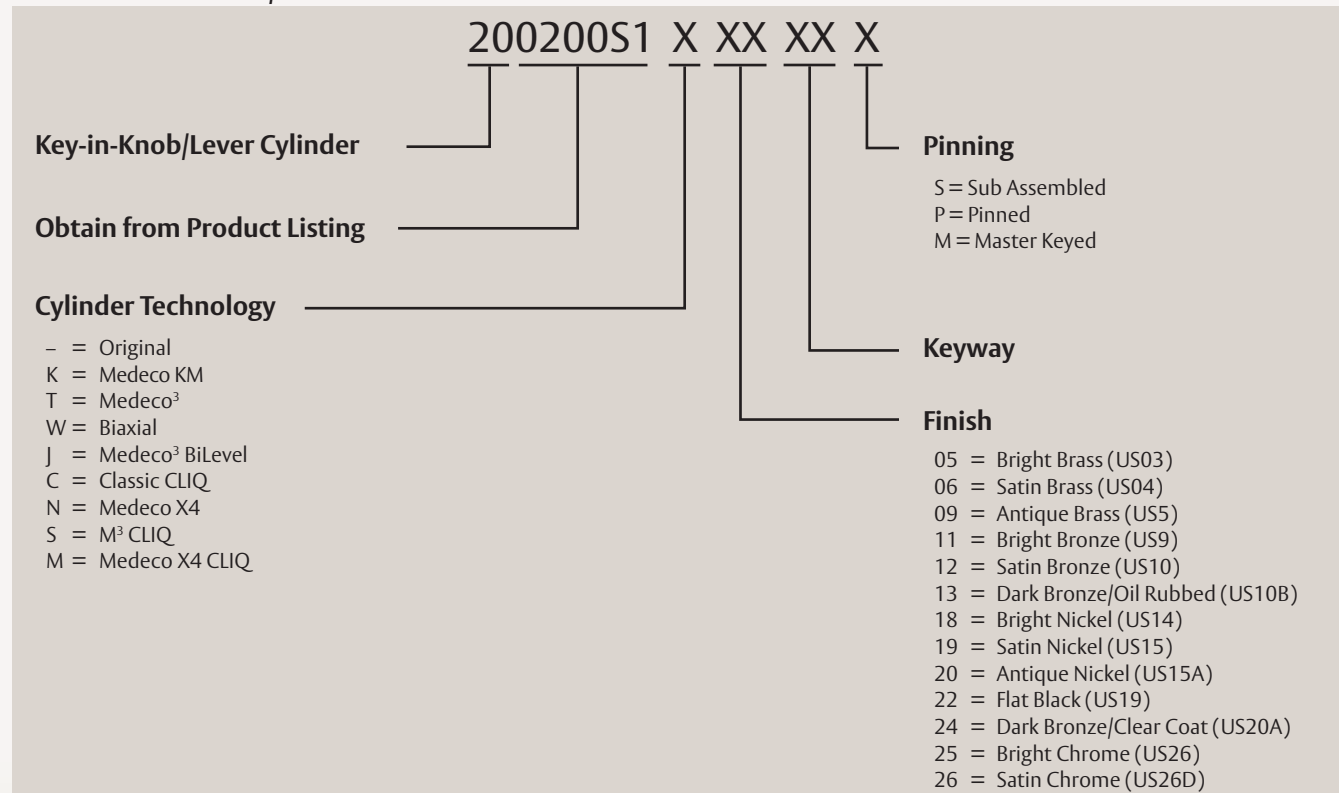 200200S1 X XX XX X
Key-in-Knob/Lever Cylinder
Obtain from Product Listing
Cylinder Technology
– = Original
K = Medeco KM
T = Medeco³
W = Biaxial
J = Medeco³ BiLevel
C = Classic CLIQ
N = Medeco X4
S = M³ CLIQ
M = Medeco X4 CLIQ
Pinning
S = Sub Assembled
P = Pinned
M = Master Keyed
Keyway
Finish
05 = Bright Brass (US03)
06 = Satin Brass (US04)
09 = Antique Brass (US5)
11 = Bright Bronze (US9)
12 = Satin Bronze (US10)
13 = Dark Bronze/Oil Rubbed (US10B)
18 = Bright Nickel (US14)
19 = Satin Nickel (US15)
20 = Antique Nickel (US15A)
22 = Flat Black (US19)
24 = Dark Bronze/Clear Coat (US20A)
25 = Bright Chrome (US26)
26 = Satin Chrome (US26D)